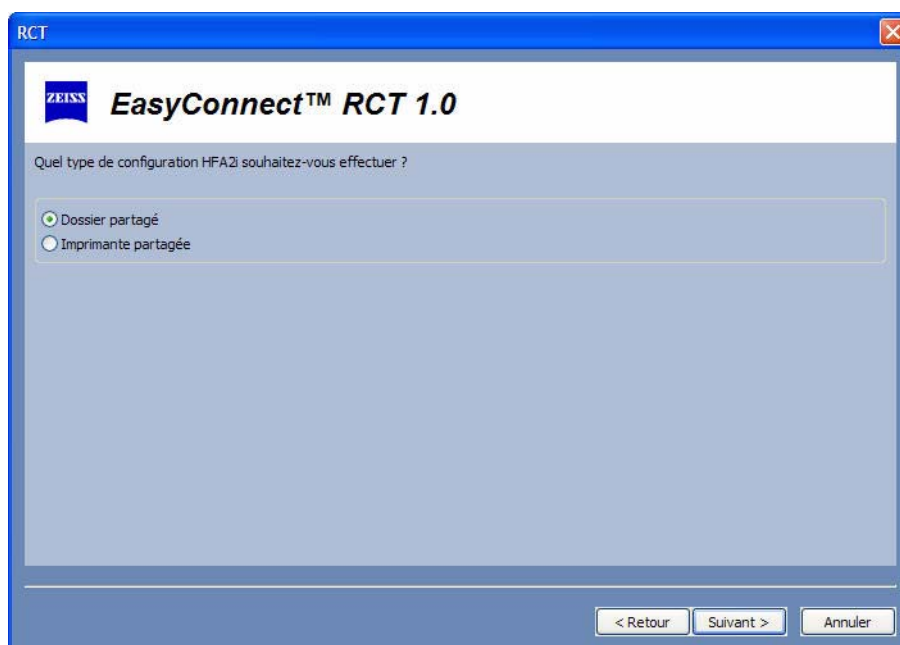 RCT
ZEISS
EasyConnect™ RCT 1.0
Quel type de configuration HFA2i souhaitez-vous effectuer ?
Dossier partagé
Imprimante partagée
< Retour
Suivant >
Annuler